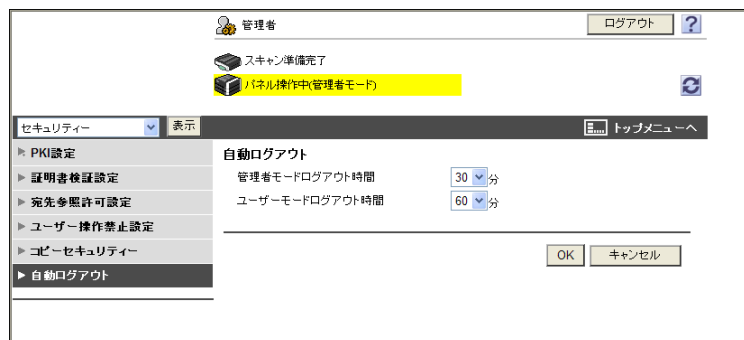 管理者
ログアウト
?
スキャン準備完了
パネル操作中(管理者モード)
セキュリティー
表示
トップメニューへ
PKI設定
証明書検証設定
宛先参照許可設定
ユーザー操作禁止設定
コピーセキュリティー
自動ログアウト
自動ログアウト
管理者モードログアウト時間 30 分
ユーザーモードログアウト時間 60 分
OK キャンセル